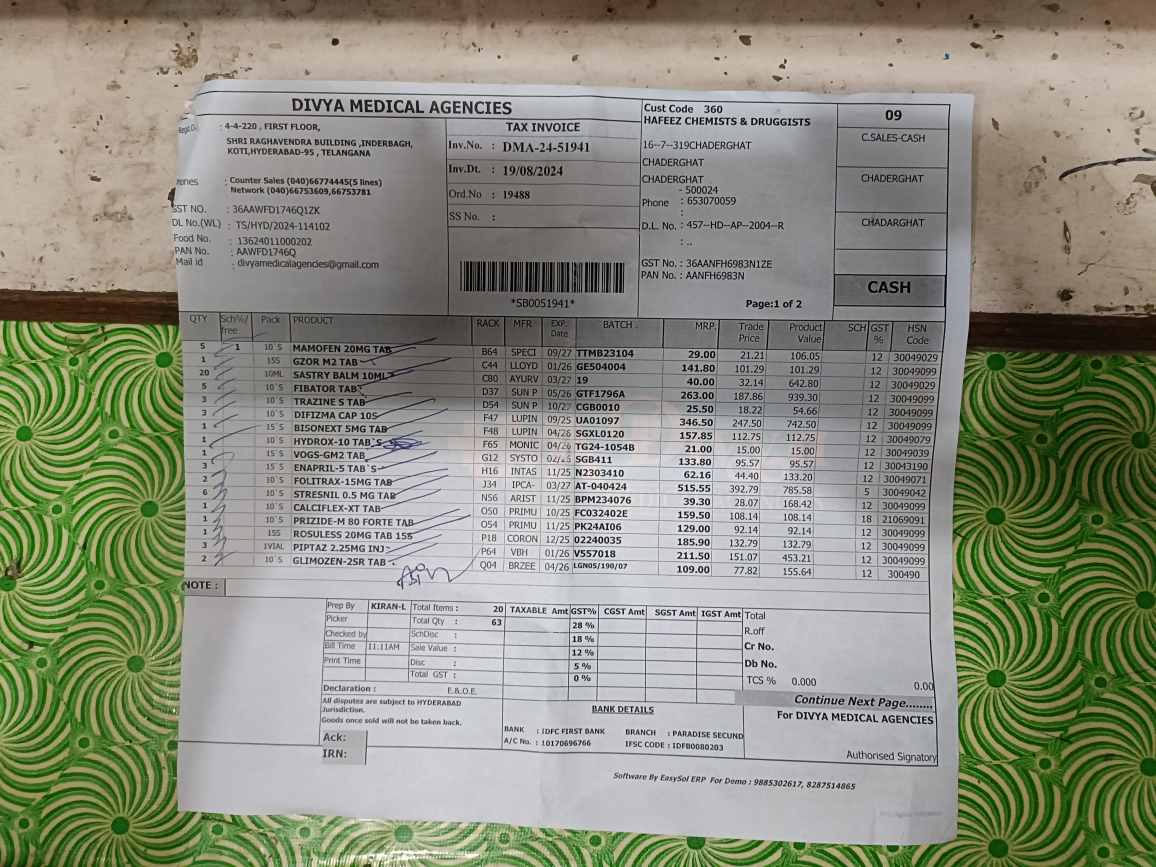 DIVYA MEDICAL AGENCIES
: 4-4-220 , FIRST FLOOR,
SHRI RAGHAVENDRA BUILDING ,INDERBAGH,
KOTI,HYDERABAD-95 , TELANGANA
ones : Counter Sales (040)66774445(5 lines)
Network (040)66753609,66753781
GST NO. : 36AAWFD1746Q1ZK
DL No.(WL) : TS/HYD/2024-114102
Food No. : 13624011000202
PAN No. : AAWFD1746Q
Mail id : divyamedicalagencies@gmail.com
TAX INVOICE
Inv.No. : DMA-24-51941
Inv.Dt. : 19/08/2024
Ord.No : 19488
SS No. :
*SB0051941*
Cust Code 360
HAFEEZ CHEMISTS & DRUGGISTS
16--7--319CHADERGHAT
CHADERGHAT
CHADERGHAT
- 500024
Phone : 653070059
:
D.L. No. : 457--HD--AP--2004--R
: ..
GST No. : 36AANFH6983N1ZE
PAN No. : AANFH6983N
Page:1 of 2
09
C.SALES-CASH
CHADERGHAT
CHADARGHAT
CASH
QTY Sch%/free Pack PRODUCT RACK MFR EXP. Date BATCH . MRP. Trade Price Product Value SCH GST % HSN Code
5 1 10`S MAMOFEN 20MG TAB B64 SPECI 09/27 TTMB23104 29.00 21.21 106.05 12 30049029
1 15S GZOR M2 TAB C44 LLOYD 01/26 GE504004 141.80 101.29 101.29 12 30049099
20 10ML SASTRY BALM 10ML C80 AYURV 03/27 19 40.00 32.14 642.80 12 30049029
5 10`S FIBATOR TAB D37 SUN P 05/26 GTF1796A 263.00 187.86 939.30 12 30049099
3 10`S TRAZINE S TAB D54 SUN P 10/27 CGB0010 25.50 18.22 54.66 12 30049099
3 10`S DIFIZMA CAP 10S F47 LUPIN 09/25 UA01097 346.50 247.50 742.50 12 30049099
1 15`S BISONEXT 5MG TAB F48 LUPIN 04/26 SGXL0120 157.85 112.75 112.75 12 30049079
1 10`S HYDROX-10 TAB`S F65 MONIC 04/26 TG24-1054B 21.00 15.00 15.00 12 30049039
1 15`S VOGS-GM2 TAB G12 SYSTO 02/26 SGB411 133.80 95.57 95.57 12 30043190
3 15`S ENAPRIL-5 TAB`S H16 INTAS 11/25 N2303410 62.16 44.40 133.20 12 30049071
2 10`S FOLITRAX-15MG TAB J34 IPCA- 03/27 AT-040424 515.55 392.79 785.58 5 30049042
6 10`S STRESNIL 0.5 MG TAB N56 ARIST 11/25 BPM234076 39.30 28.07 168.42 12 30049099
1 10`S CALCIFLEX-XT TAB O50 PRIMU 10/25 FC032402E 159.50 108.14 108.14 18 21069091
1 10`S PRIZIDE-M 80 FORTE TAB O54 PRIMU 11/25 PK24AI06 129.00 92.14 92.14 12 30049099
1 15S ROSULESS 20MG TAB 15S P18 CORON 12/25 02240035 185.90 132.79 132.79 12 30049099
3 1VIAL PIPTAZ 2.25MG INJ P64 VBH 01/26 V557018 211.50 151.07 453.21 12 30049099
2 10`S GLIMOZEN-2SR TAB Q04 BRZEE 04/26 LGN05/190/07 109.00 77.82 155.64 12 300490
NOTE :
Prep By KIRAN-L Total Items : 20 TAXABLE Amt GST% CGST Amt SGST Amt IGST Amt Total
Picker Total Qty : 63 28 % R.off
Checked by SchDisc : 18 % Cr No.
Bill Time 11:11AM Sale Value : 12 % Db No.
Print Time Disc : 5 % TCS % 0.000 0.00
Total GST : 0 %
Declaration : E.&.O.E.
All disputes are subject to HYDERABAD
Jurisdiction.
Goods once sold will not be taken back.
BANK DETAILS
BANK : IDFC FIRST BANK BRANCH : PARADISE SECUND
A/C No. : 10170696766 IFSC CODE : IDFB0080203
Continue Next Page........
For DIVYA MEDICAL AGENCIES
Authorised Signatory
Ack:
IRN:
Software By EasySol ERP For Demo : 9885302617, 8287514865